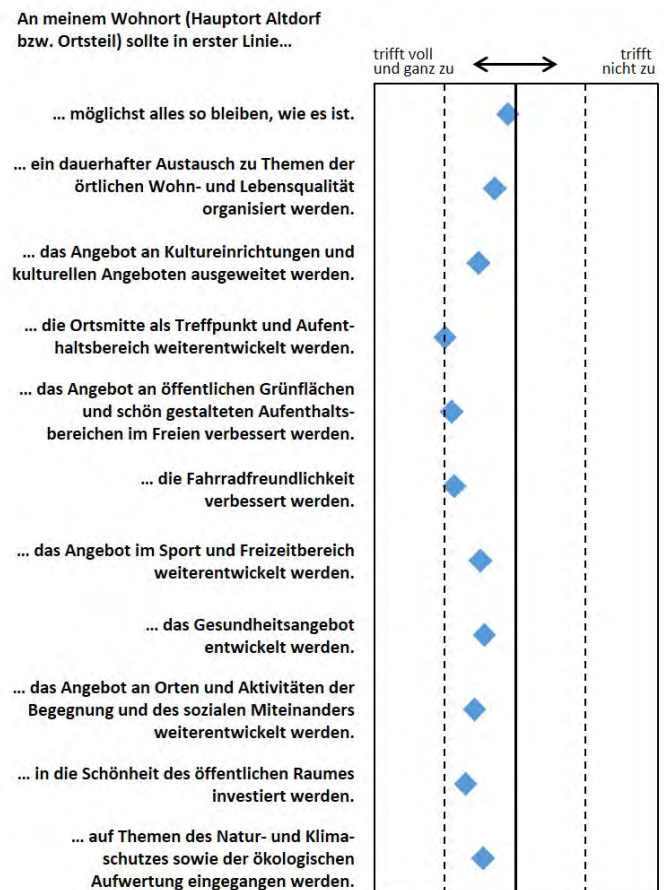 An meinem Wohnort (Hauptort Altdorf
bzw. Ortsteil) sollte in erster Linie...
trifft voll
und ganz zu
trifft
nicht zu
... möglichst alles so bleiben, wie es ist.
... ein dauerhafter Austausch zu Themen der
örtlichen Wohn- und Lebensqualität
organisiert werden.
... das Angebot an Kultureinrichtungen und
kulturellen Angeboten ausgeweitet werden.
... die Ortsmitte als Treffpunkt und Aufent-
haltsbereich weiterentwickelt werden.
... das Angebot an öffentlichen Grünflächen
und schön gestalteten Aufenthalts-
bereichen im Freien verbessert werden.
... die Fahrradfreundlichkeit
verbessert werden.
... das Angebot im Sport und Freizeitbereich
weiterentwickelt werden.
... das Gesundheitsangebot
entwickelt werden.
... das Angebot an Orten und Aktivitäten der
Begegnung und des sozialen Miteinanders
weiterentwickelt werden.
... in die Schönheit des öffentlichen Raumes
investiert werden.
... auf Themen des Natur- und Klima-
schutzes sowie der ökologischen
Aufwertung eingegangen werden.